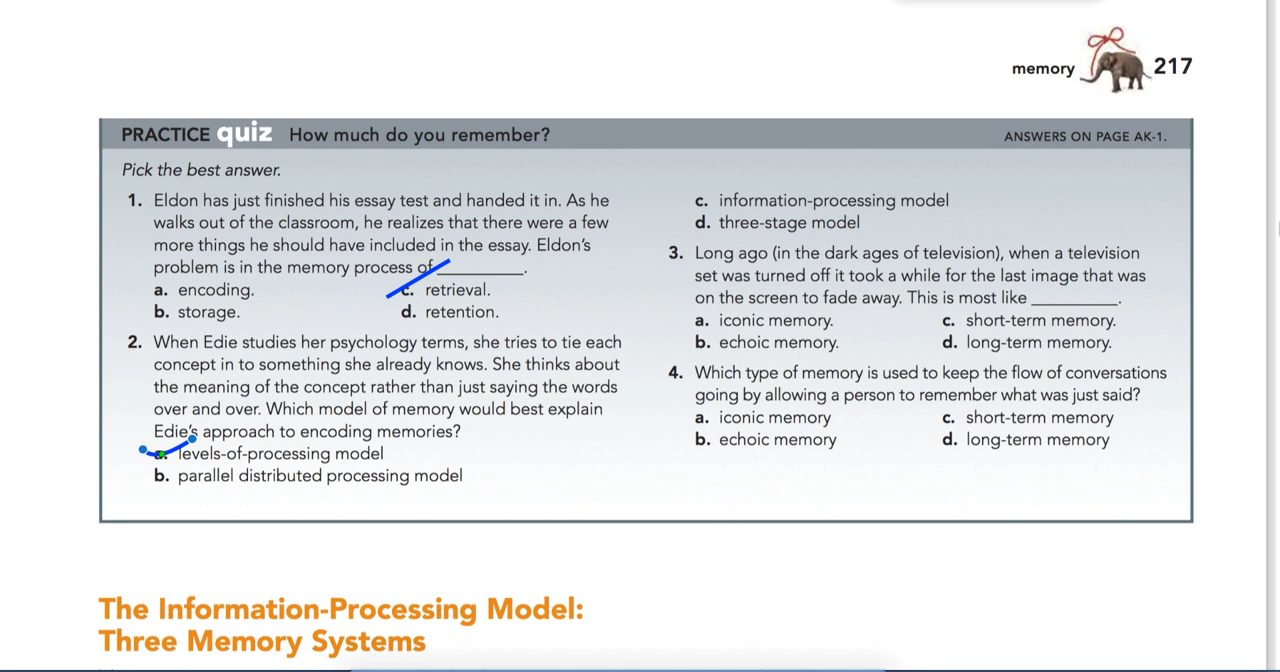 memory 217
PRACTICE quiz How much do you remember? ANSWERS ON PAGE AK-1.
Pick the best answer.
1. Eldon has just finished his essay test and handed it in. As he
walks out of the classroom, he realizes that there were a few
more things he should have included in the essay. Eldon's
problem is in the memory process of __________.
a. encoding. c. retrieval.
b. storage. d. retention.
2. When Edie studies her psychology terms, she tries to tie each
concept in to something she already knows. She thinks about
the meaning of the concept rather than just saying the words
over and over. Which model of memory would best explain
Edie's approach to encoding memories?
a. levels-of-processing model
b. parallel distributed processing model
c. information-processing model
d. three-stage model
3. Long ago (in the dark ages of television), when a television
set was turned off it took a while for the last image that was
on the screen to fade away. This is most like __________.
a. iconic memory. c. short-term memory.
b. echoic memory. d. long-term memory.
4. Which type of memory is used to keep the flow of conversations
going by allowing a person to remember what was just said?
a. iconic memory c. short-term memory
b. echoic memory d. long-term memory
The Information-Processing Model:
Three Memory Systems